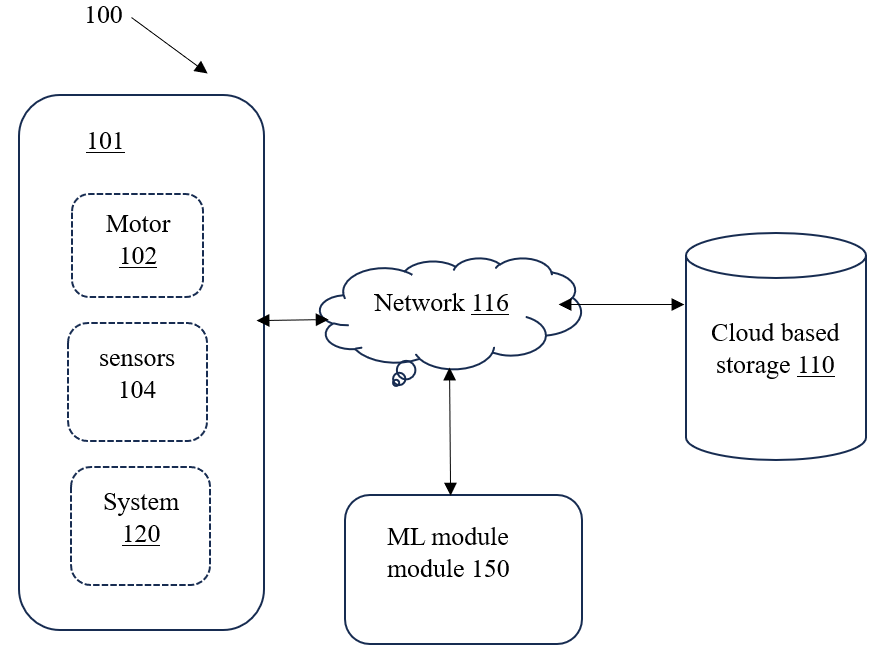 100
101
Motor
102
sensors
104
System
120
Network 116
Cloud based
storage 110
ML module
module 150